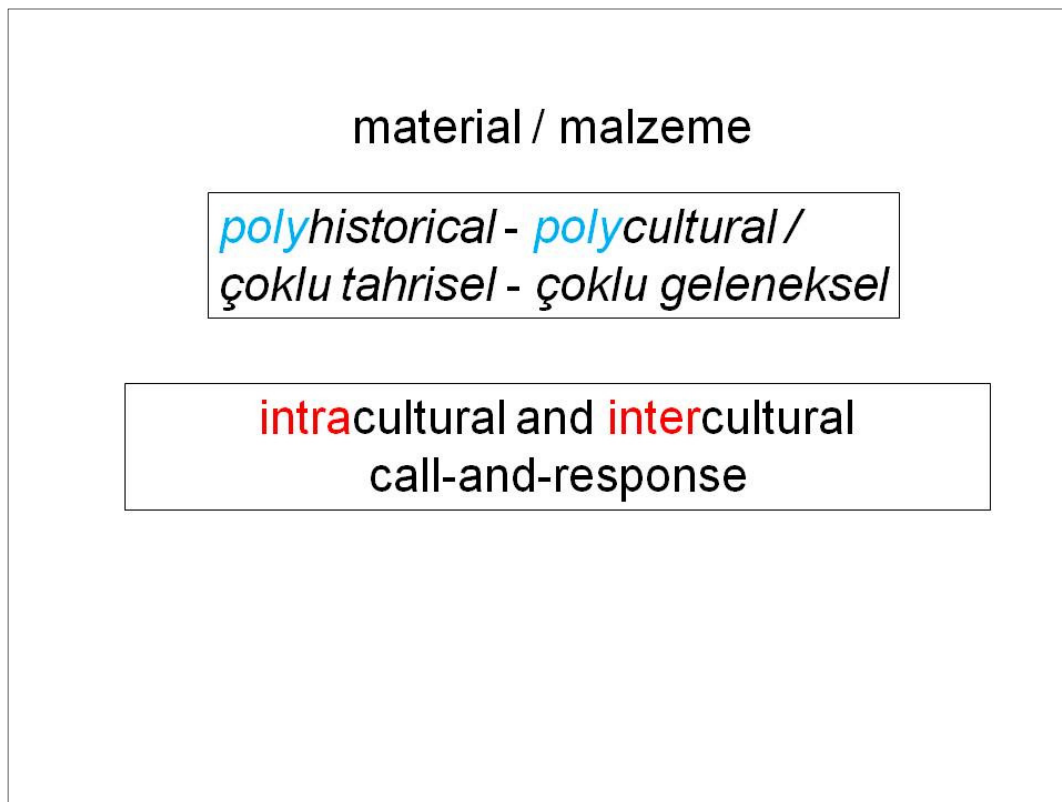 material / malzeme
polyhistorical - polycultural /
çoklu tahrisel - çoklu geleneksel
intracultural and intercultural
call-and-response